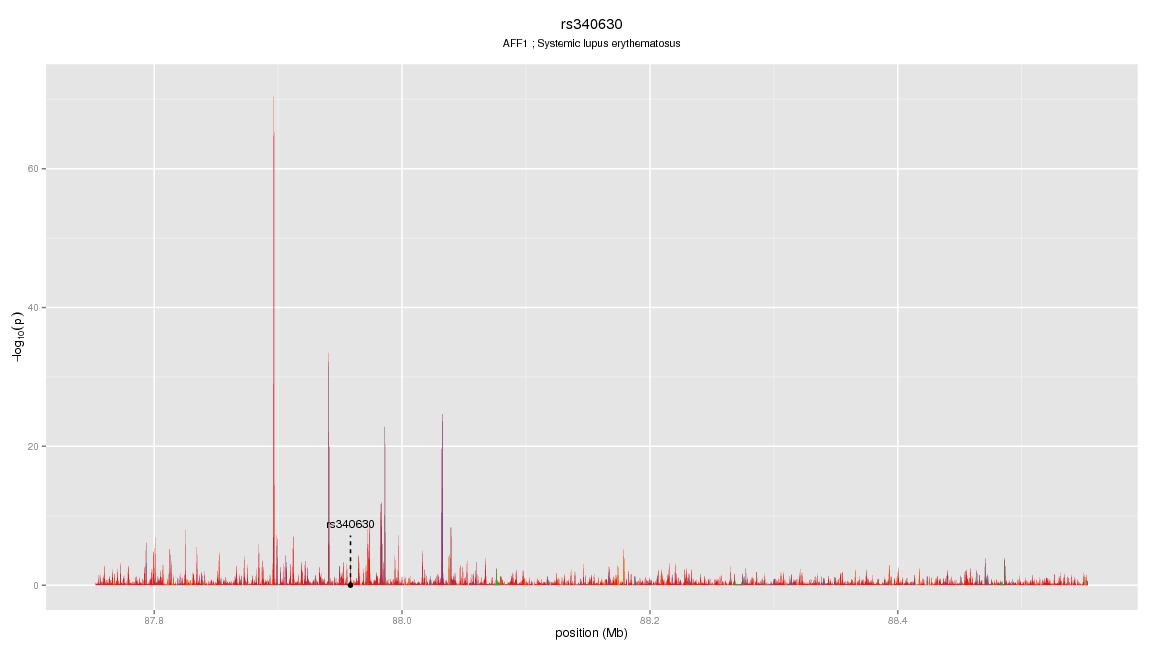 rs340630
AFF1 ; Systemic lupus erythematosus
60
40
20
0
−log10(p)
rs340630
87.8
88.0
88.2
88.4
position (Mb)